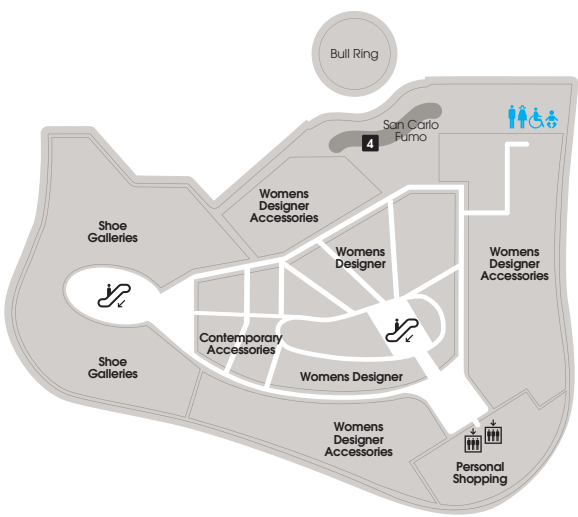 Bull Ring
San Carlo
Fumo
4
Womens
Designer
Accessories
Shoe
Galleries
Womens
Designer
Womens
Designer
Accessories
Contemporary
Accessories
Shoe
Galleries
Womens Designer
Womens
Designer
Accessories
Personal
Shopping